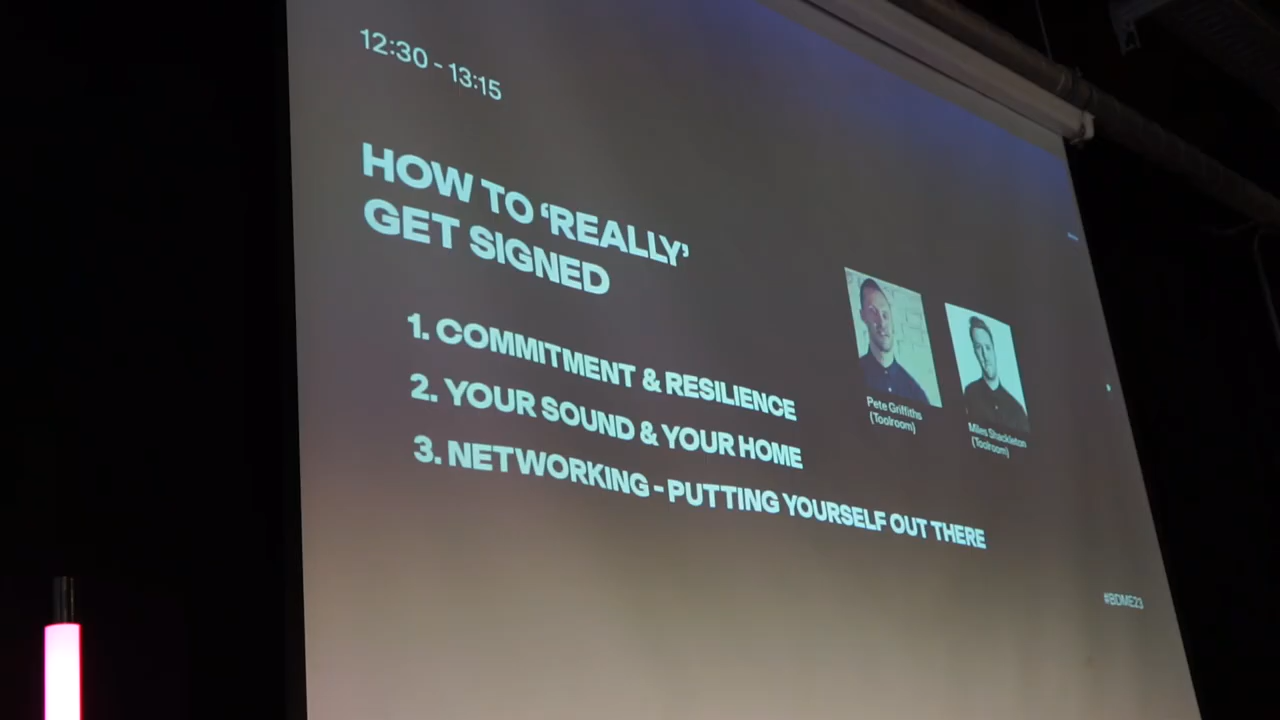 12:30 - 13:15
HOW TO ‘REALLY’
GET SIGNED
1. COMMITMENT & RESILIENCE
2. YOUR SOUND & YOUR HOME
3. NETWORKING - PUTTING YOURSELF OUT THERE
Pete Griffiths
(Toolroom)
Miles Shackleton
(Toolroom)
#BDME23